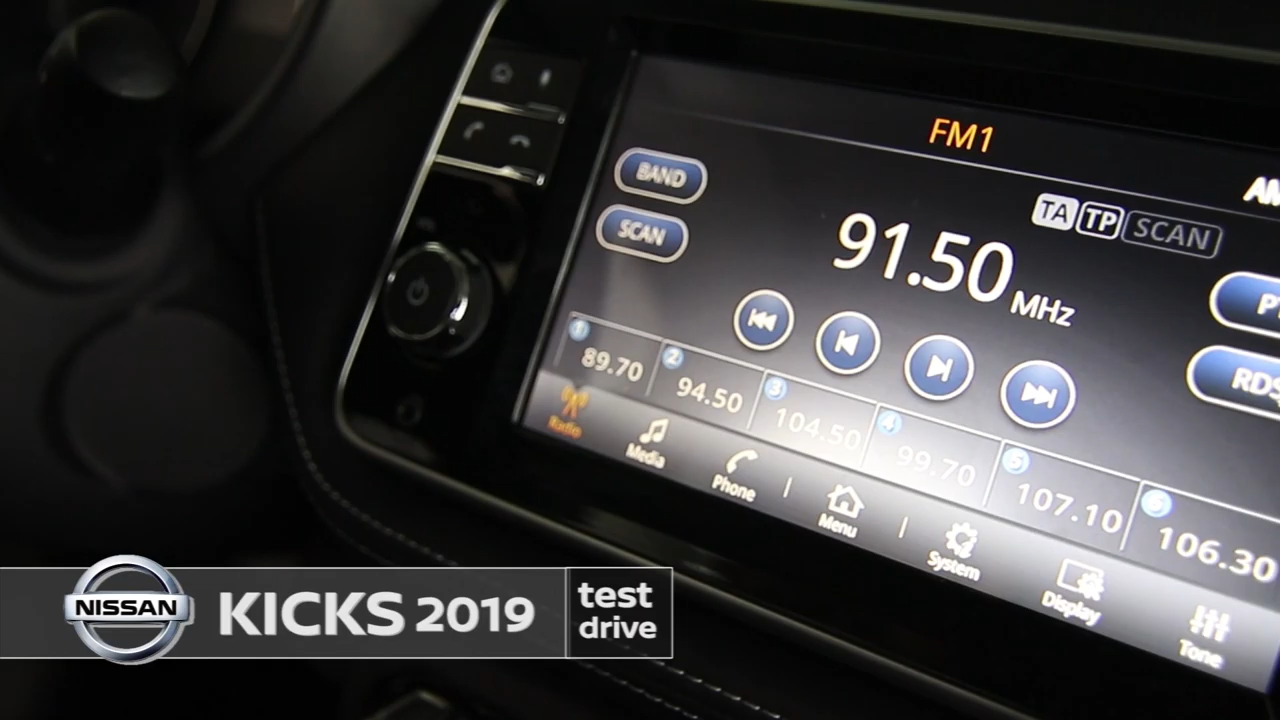 FM1
AM
BAND
TA TP SCAN
SCAN
91.50 MHz
RDS
1 89.70
2 94.50
3 104.50
4 99.70
5 107.10
6 106.30
Radio
Media
Phone
Menu
System
Display
Tone
NISSAN
KICKS 2019
test
drive